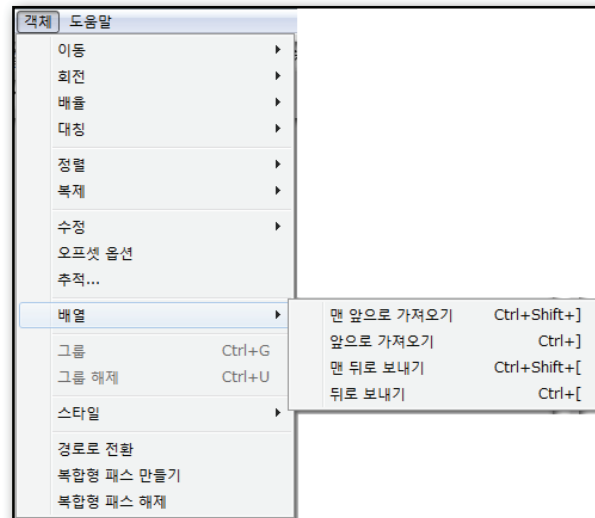 객체 도움말
이동
회전
배율
대칭
정렬
복제
수정
오프셋 옵션
추적...
배열
맨 앞으로 가져오기 Ctrl+Shift+]
앞으로 가져오기 Ctrl+]
맨 뒤로 보내기 Ctrl+Shift+[
뒤로 보내기 Ctrl+[
그룹 Ctrl+G
그룹 해제 Ctrl+U
스타일
경로로 전환
복합형 패스 만들기
복합형 패스 해제